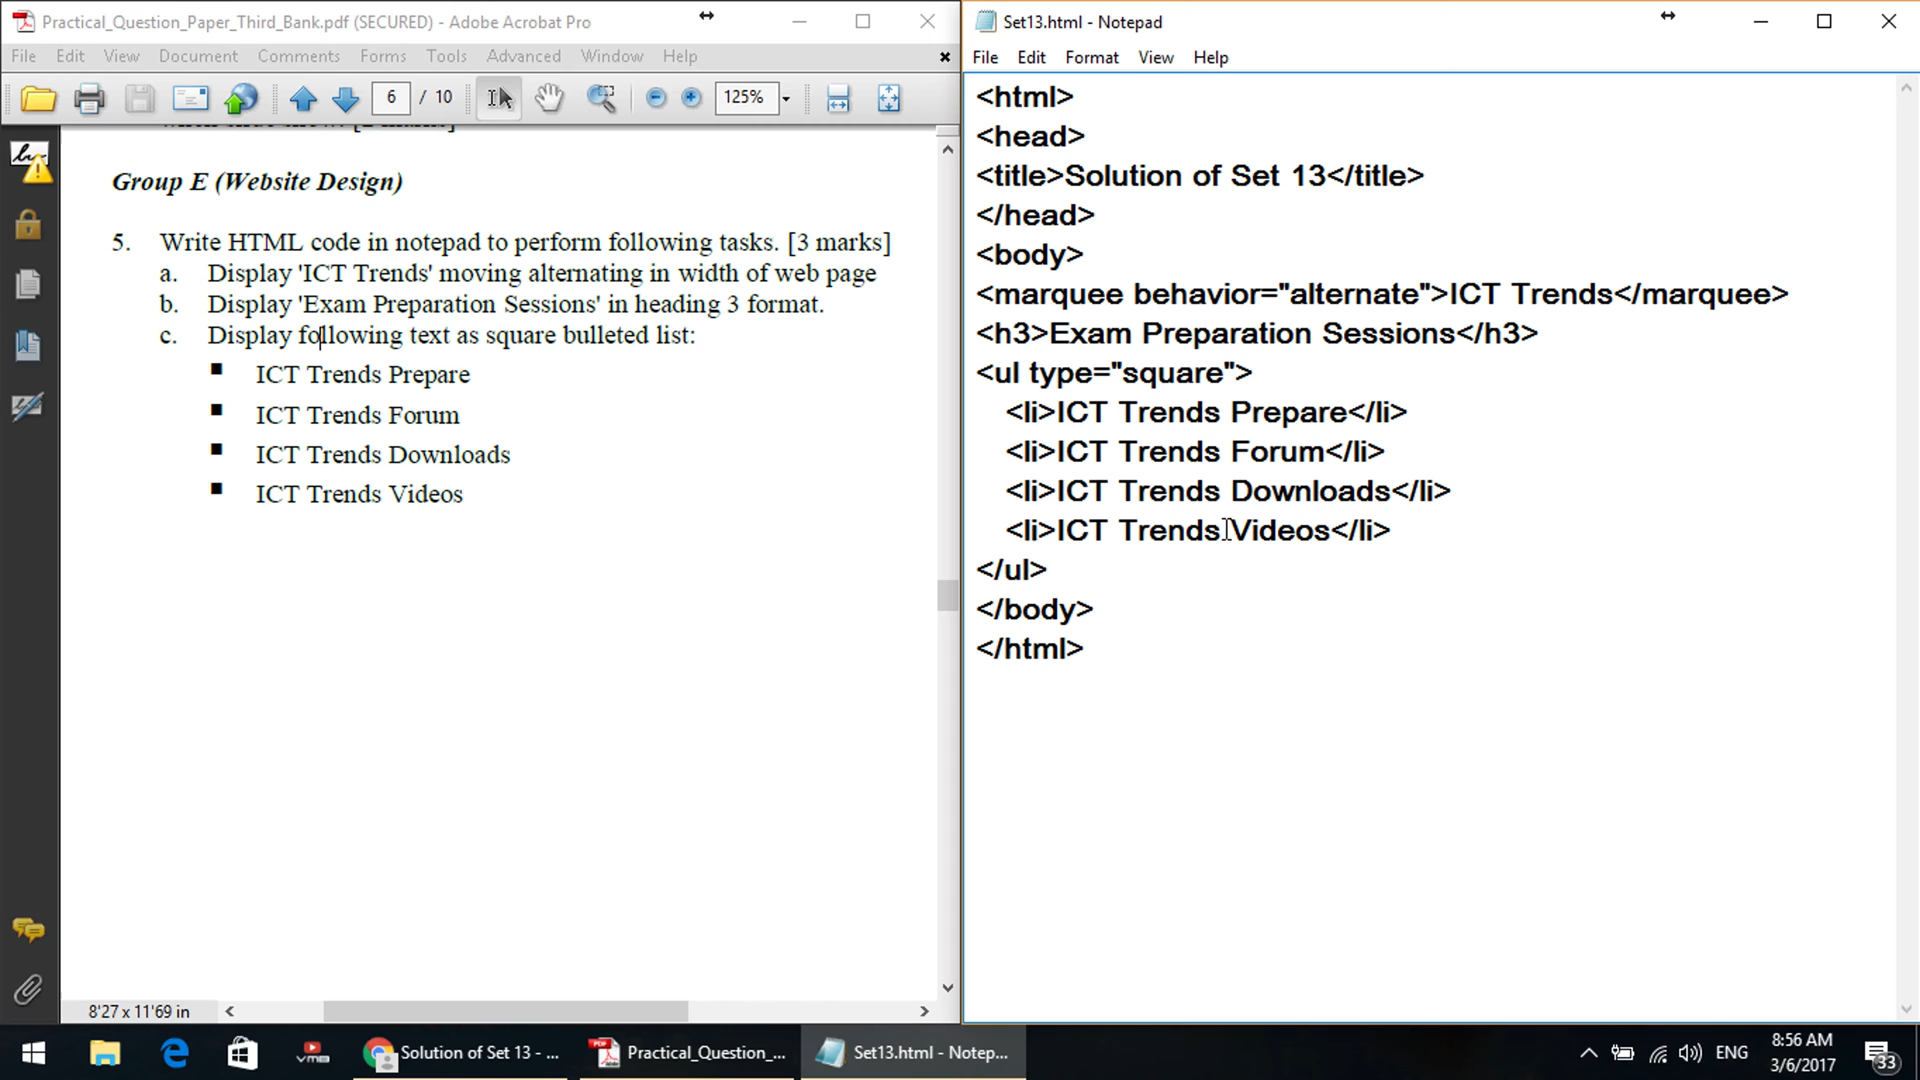 Practical_Question_Paper_Third_Bank.pdf (SECURED) - Adobe Acrobat Pro
File Edit View Document Comments Forms Tools Advanced Window Help
6 / 10 125%
Group E (Website Design)
5. Write HTML code in notepad to perform following tasks. [3 marks]
a. Display 'ICT Trends' moving alternating in width of web page
b. Display 'Exam Preparation Sessions' in heading 3 format.
c. Display following text as square bulleted list:
▪ ICT Trends Prepare
▪ ICT Trends Forum
▪ ICT Trends Downloads
▪ ICT Trends Videos
8'27 x 11'69 in
Set13.html - Notepad
File Edit Format View Help
<html>
<head>
<title>Solution of Set 13</title>
</head>
<body>
<marquee behavior="alternate">ICT Trends</marquee>
<h3>Exam Preparation Sessions</h3>
<ul type="square">
<li>ICT Trends Prepare</li>
<li>ICT Trends Forum</li>
<li>ICT Trends Downloads</li>
<li>ICT Trends Videos</li>
</ul>
</body>
</html>
Solution of Set 13 - ... Practical_Question_... Set13.html - Notep... ENG 8:56 AM
3/6/2017 33